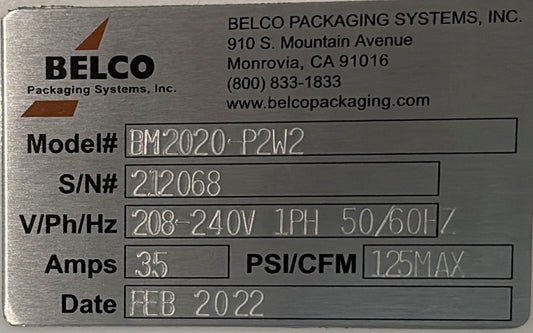 BELCO
Packaging Systems, Inc.
BELCO PACKAGING SYSTEMS, INC.
910 S. Mountain Avenue
Monrovia, CA 91016
(800) 833-1833
www.belcopackaging.com
Model# BM2020-P2W2
S/N# 212068
V/Ph/Hz 208-240V 1PH 50/60HZ
Amps 35 PSI/CFM 125MAX
Date FEB 2022